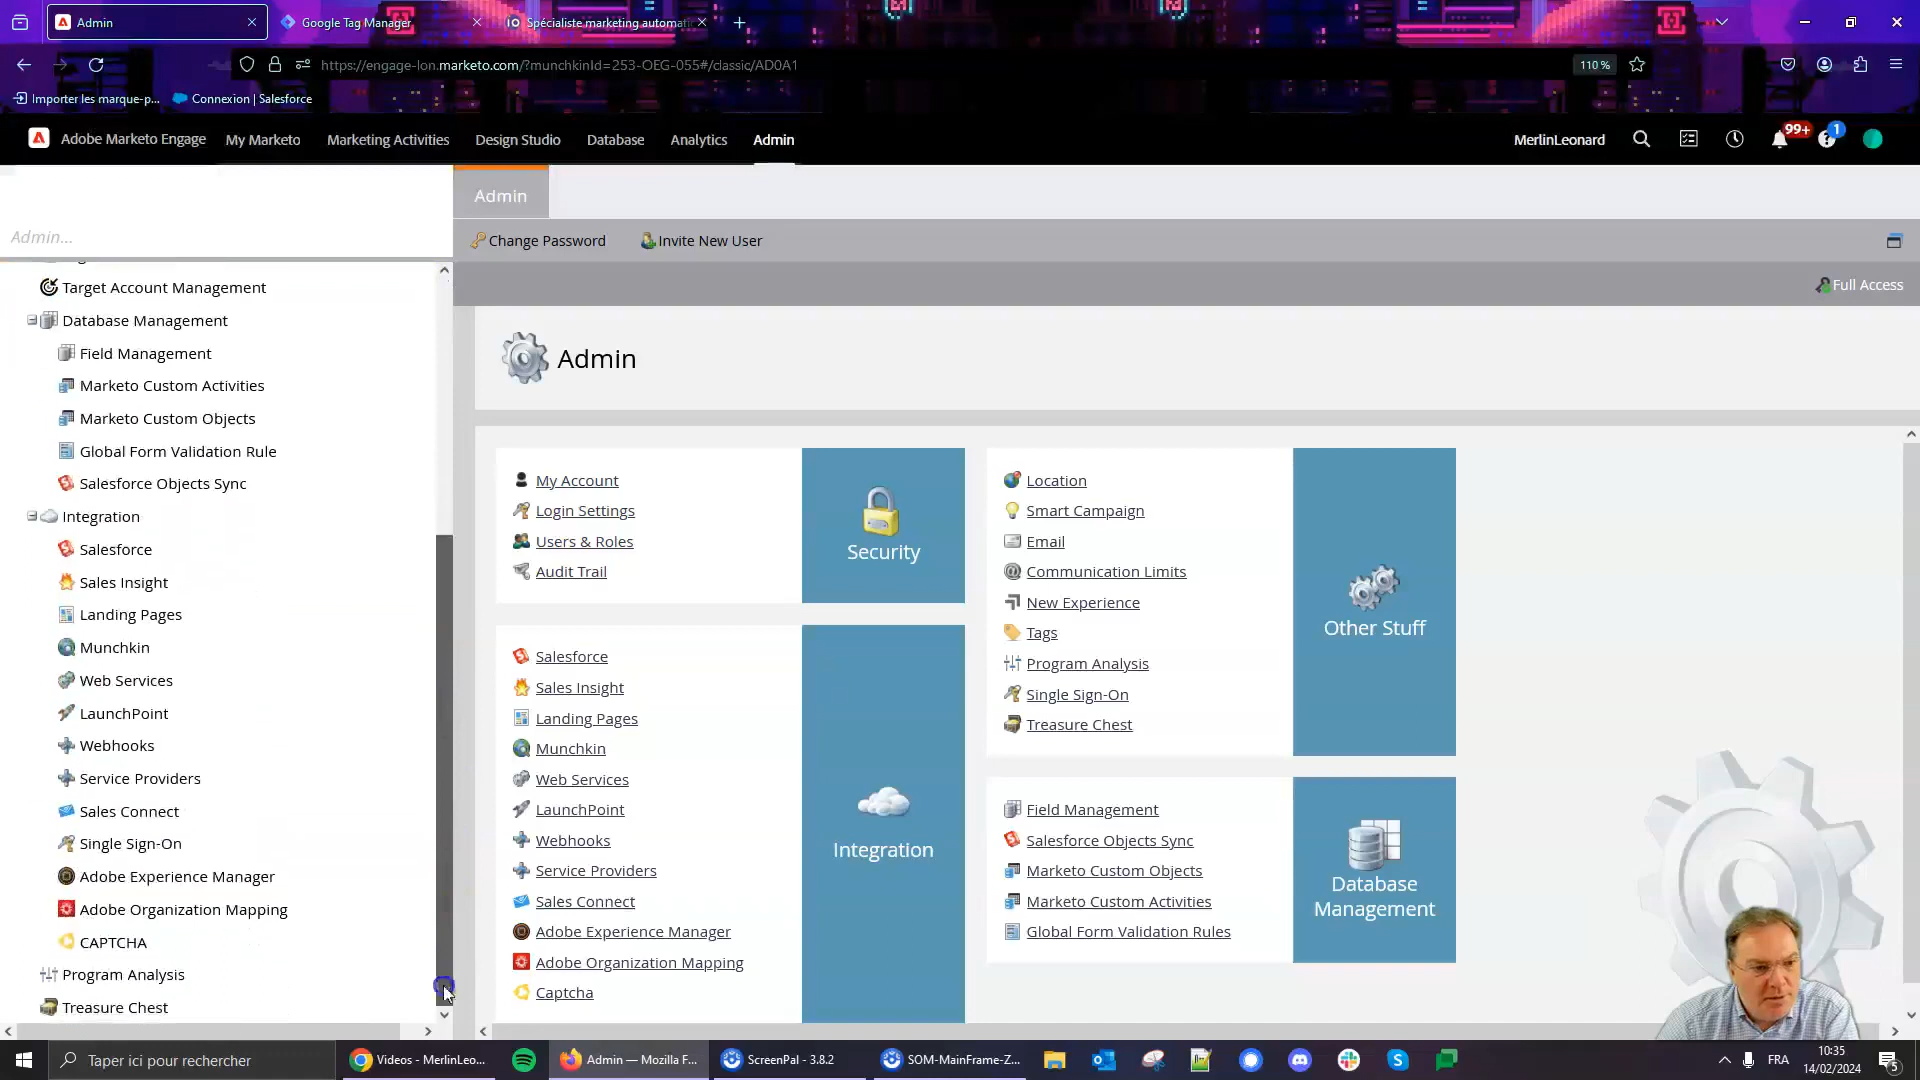 Admin
Google Tag Manager
Spécialiste marketing automati
https://engage-lon.marketo.com/?munchkinId=253-OEG-055#/classic/AD0A1
110 %
Importer les marque-p...
Connexion | Salesforce
Adobe Marketo Engage
My Marketo
Marketing Activities
Design Studio
Database
Analytics
Admin
MerlinLeonard
99+
1
Admin...
Target Account Management
Database Management
Field Management
Marketo Custom Activities
Marketo Custom Objects
Global Form Validation Rule
Salesforce Objects Sync
Integration
Salesforce
Sales Insight
Landing Pages
Munchkin
Web Services
LaunchPoint
Webhooks
Service Providers
Sales Connect
Single Sign-On
Adobe Experience Manager
Adobe Organization Mapping
CAPTCHA
Program Analysis
Treasure Chest
Admin
Change Password
Invite New User
Full Access
Admin
My Account
Login Settings
Users & Roles
Audit Trail
Security
Salesforce
Sales Insight
Landing Pages
Munchkin
Web Services
LaunchPoint
Webhooks
Service Providers
Sales Connect
Adobe Experience Manager
Adobe Organization Mapping
Captcha
Integration
Location
Smart Campaign
Email
Communication Limits
New Experience
Tags
Program Analysis
Single Sign-On
Treasure Chest
Other Stuff
Field Management
Salesforce Objects Sync
Marketo Custom Objects
Marketo Custom Activities
Global Form Validation Rules
Database
Management
Taper ici pour rechercher
Videos - MerlinLeo...
Admin — Mozilla F...
ScreenPal - 3.8.2
SOM-MainFrame-Z...
FRA
10:35
14/02/2024
5